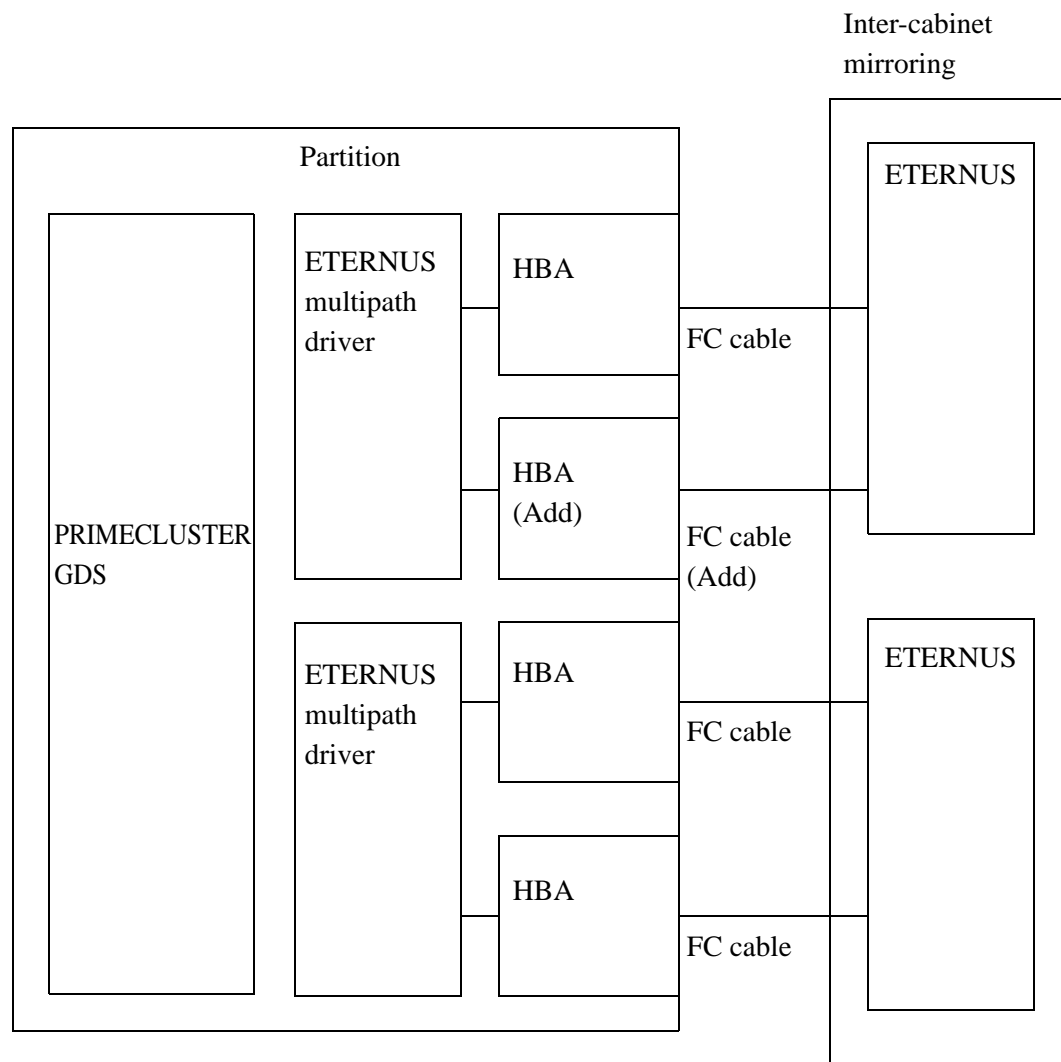 Inter-cabinet
mirroring
Partition
ETERNUS
ETERNUS
multipath
driver
HBA
FC cable
HBA
(Add)
FC cable
(Add)
PRIMECLUSTER
GDS
ETERNUS
multipath
driver
HBA
FC cable
ETERNUS
HBA
FC cable